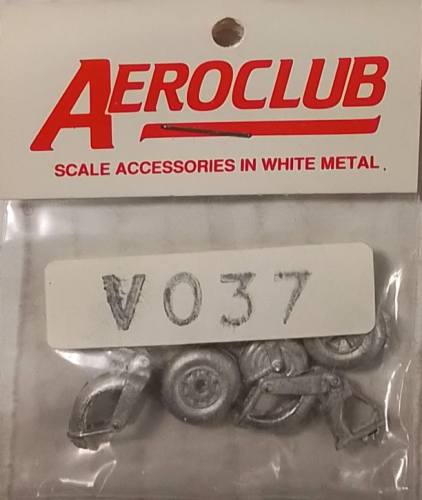 AEROCLUB
SCALE ACCESSORIES IN WHITE METAL.
V037